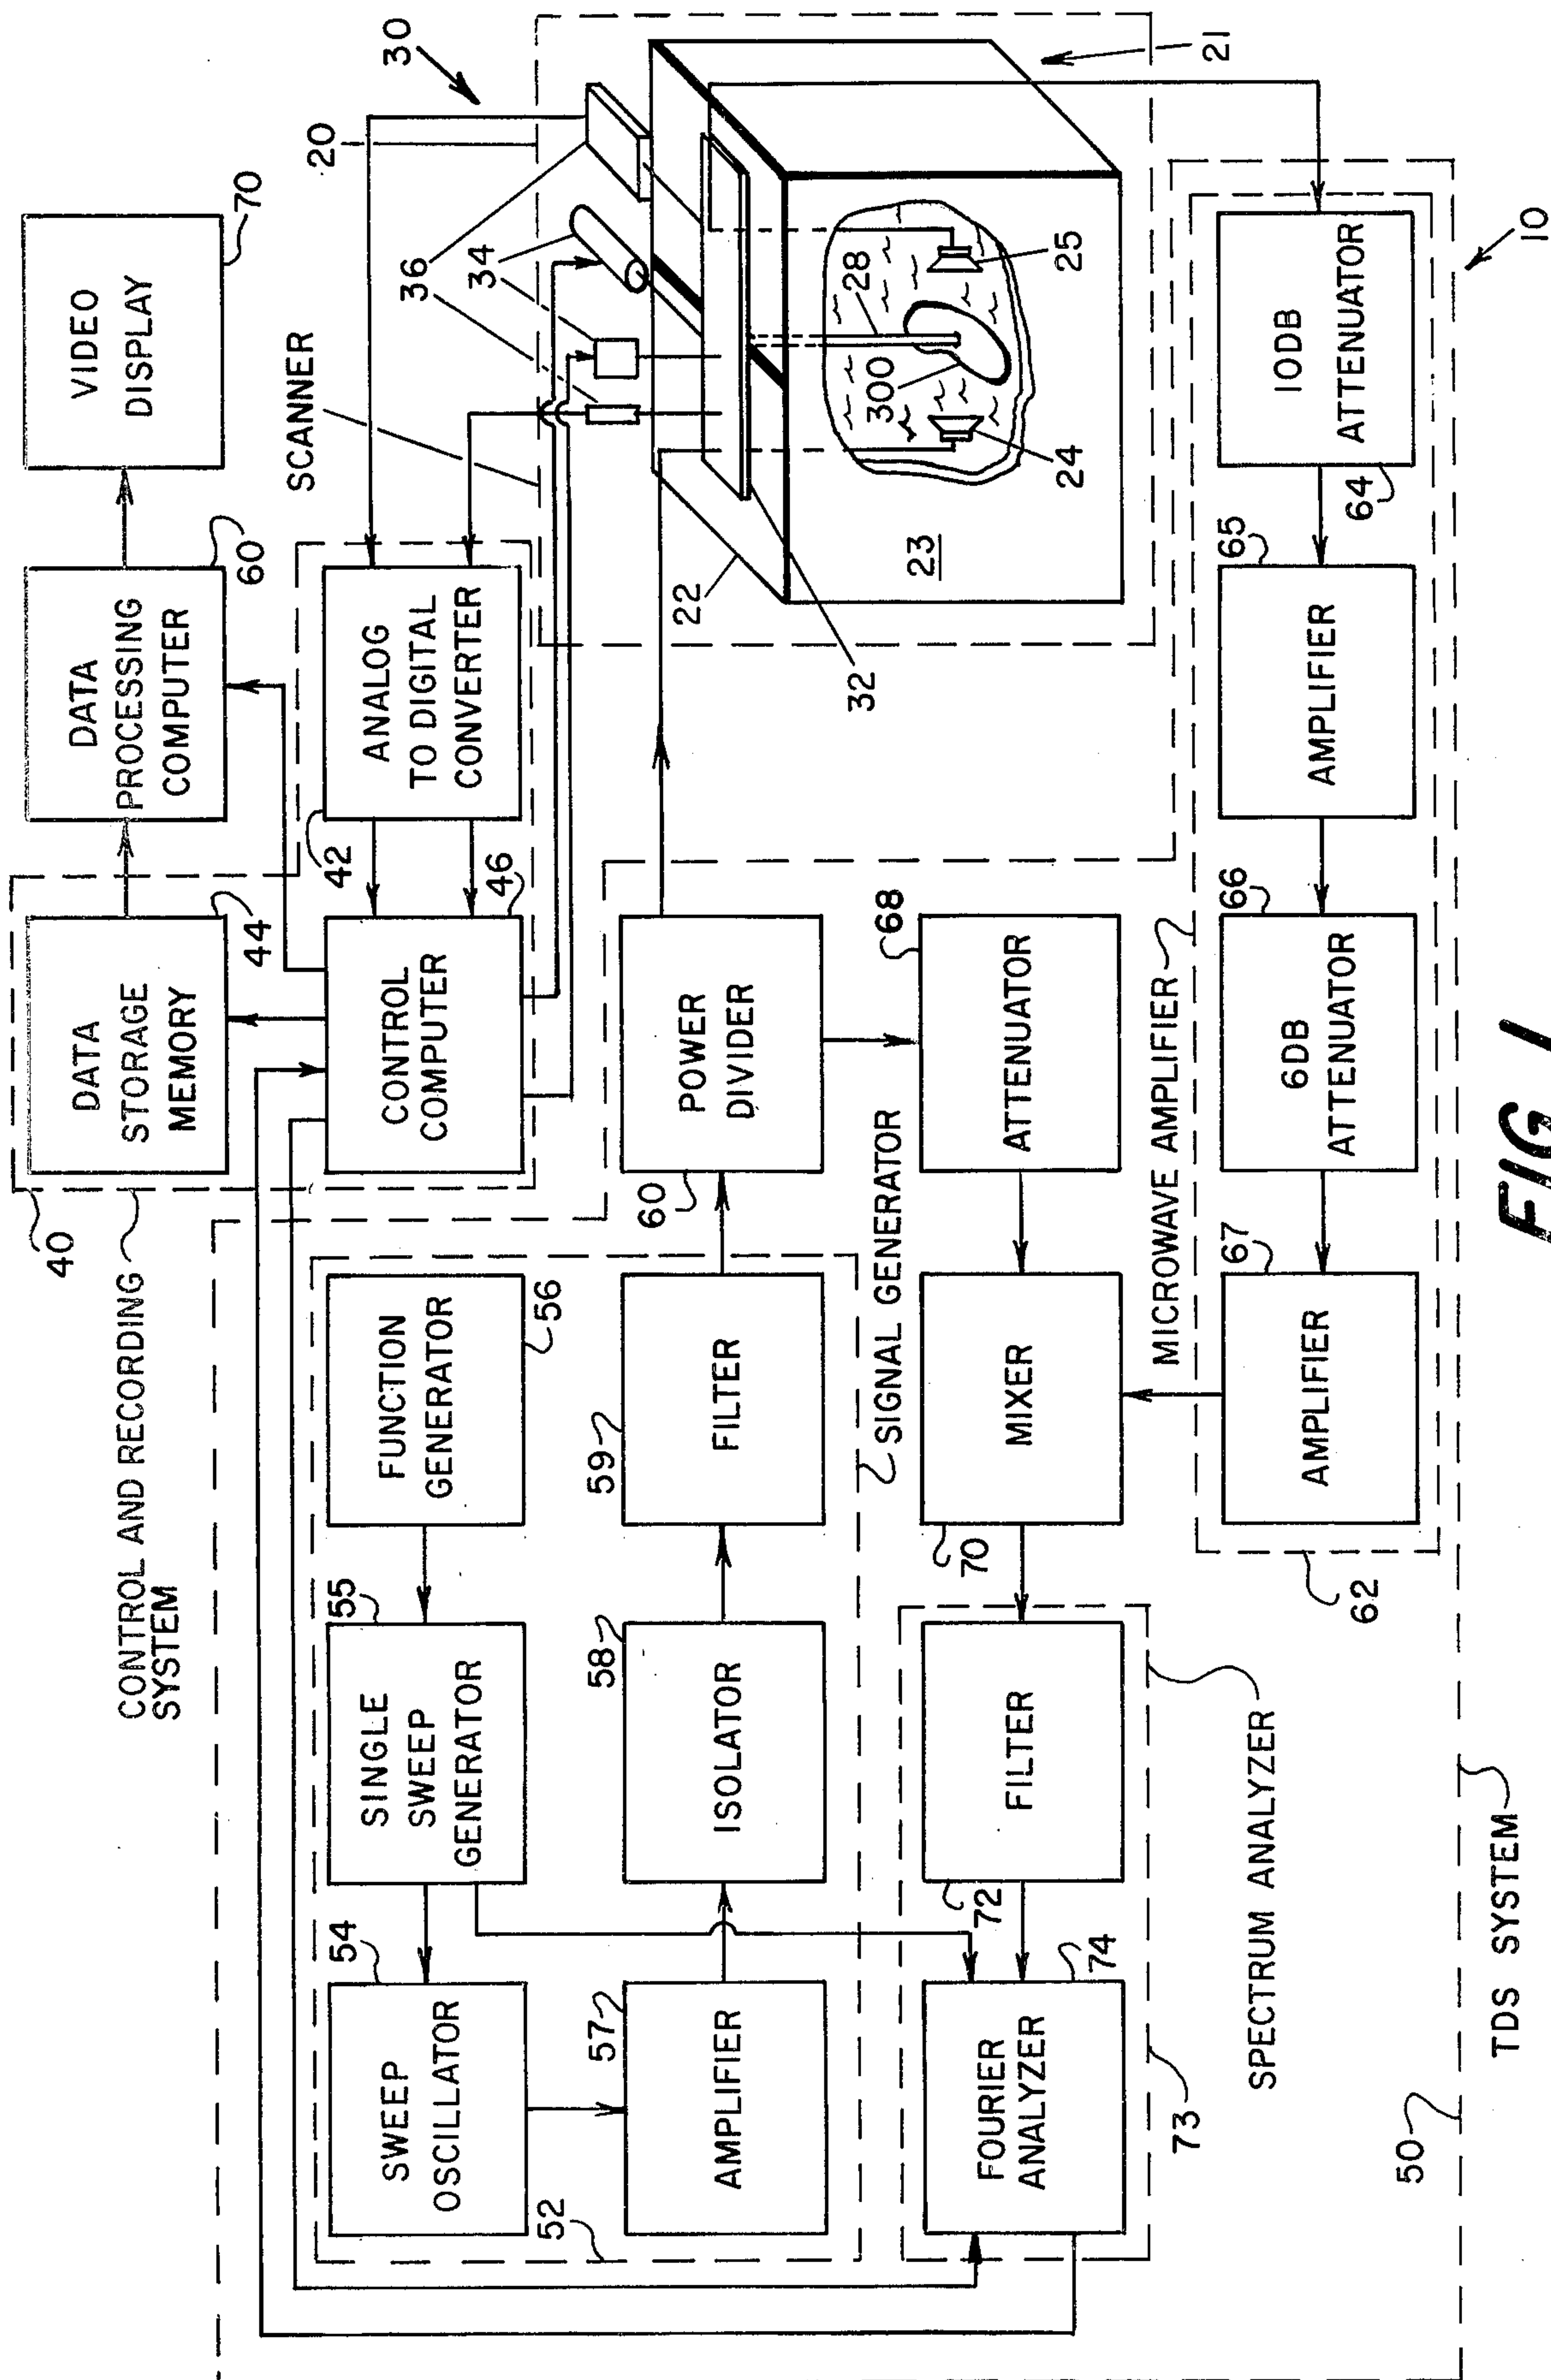 VIDEO
DISPLAY
70
DATA
PROCESSING
COMPUTER
60
DATA
STORAGE
MEMORY
44
40
CONTROL AND RECORDING
SYSTEM
ANALOG
TO DIGITAL
CONVERTER
42
CONTROL
COMPUTER
46
SCANNER
20
30
36
34
21
22
23
32
24
25
28
300
FUNCTION
GENERATOR
56
SINGLE
SWEEP
GENERATOR
55
SWEEP
OSCILLATOR
54
52
AMPLIFIER
57
ISOLATOR
58
FILTER
59
SIGNAL GENERATOR
POWER
DIVIDER
60
ATTENUATOR
68
MIXER
70
FILTER
72
FOURIER
ANALYZER
74
73
SPECTRUM ANALYZER
MICROWAVE AMPLIFIER
10DB
ATTENUATOR
64
AMPLIFIER
65
6DB
ATTENUATOR
66
AMPLIFIER
67
62
50
TDS SYSTEM
10
FIG. 1